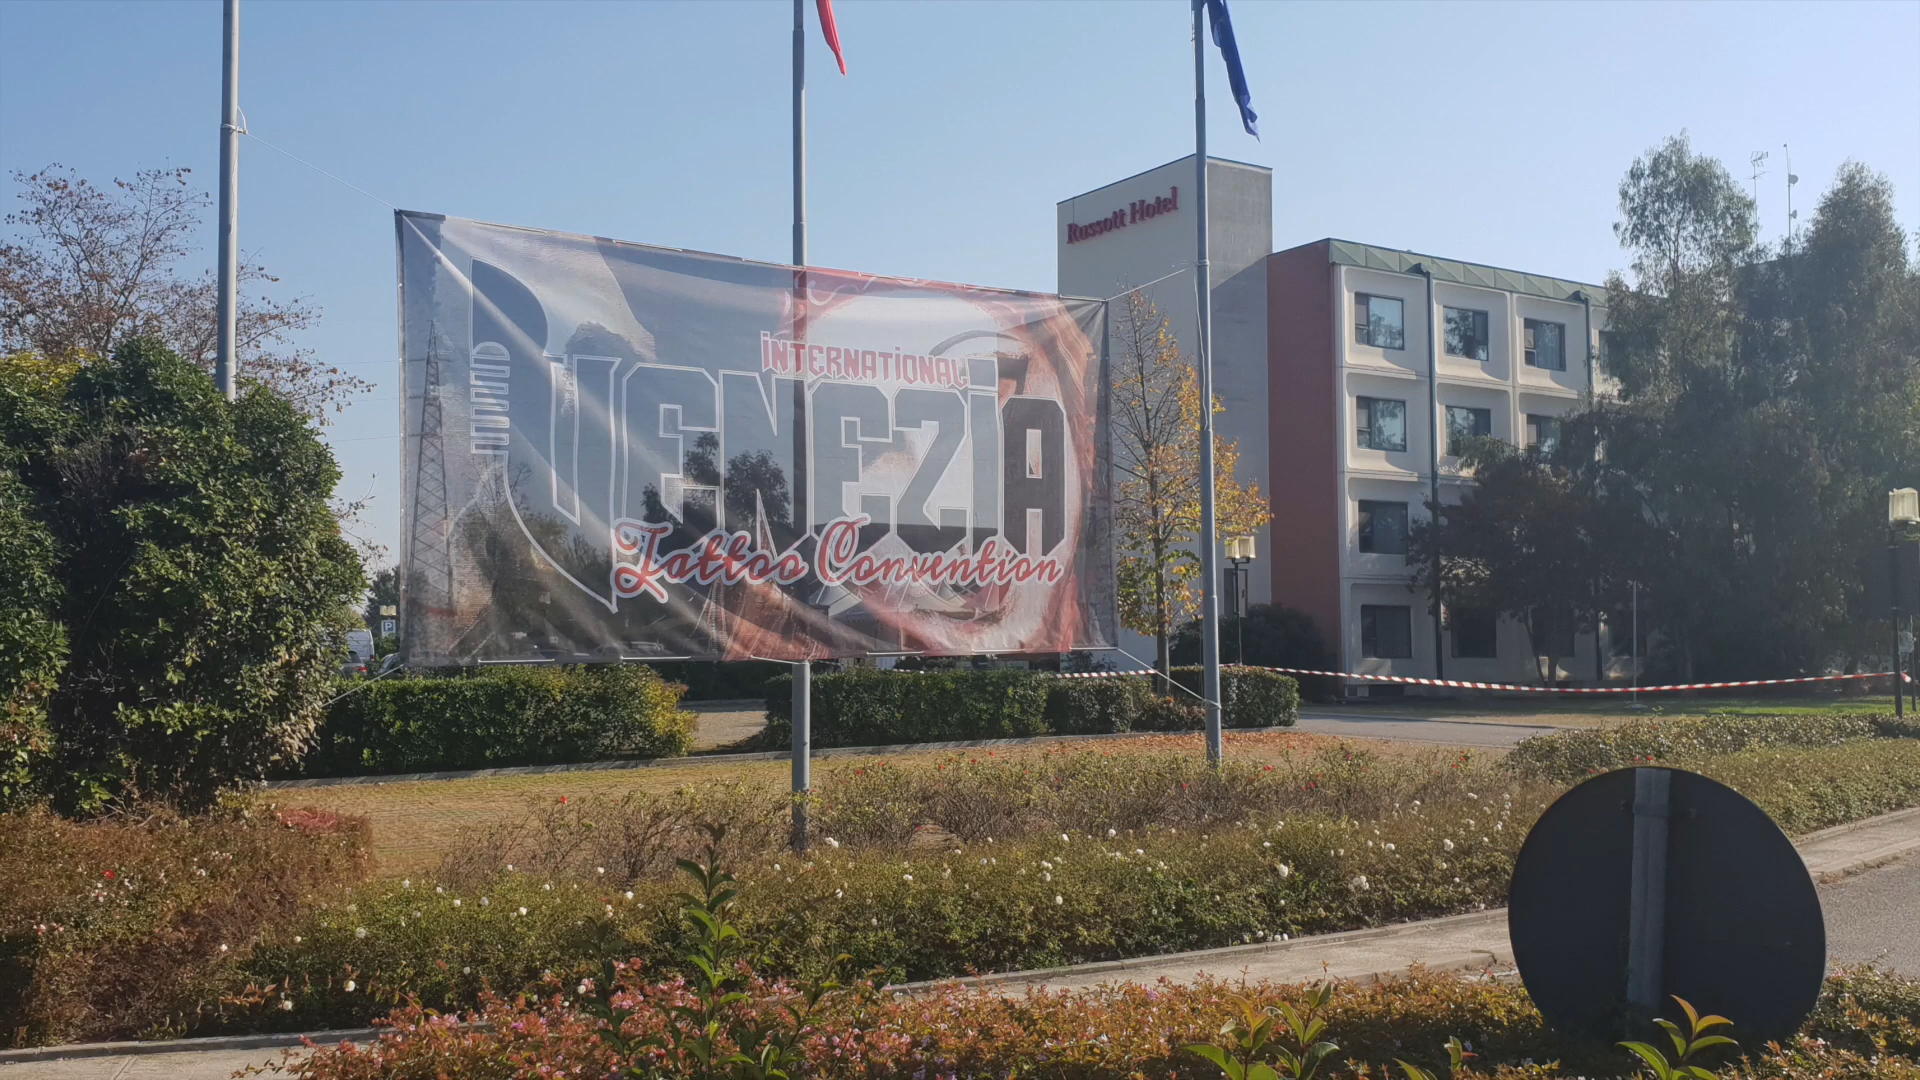 Russott Hotel
INTERNATIONAL
VENEZIA
Tattoo Convention
P